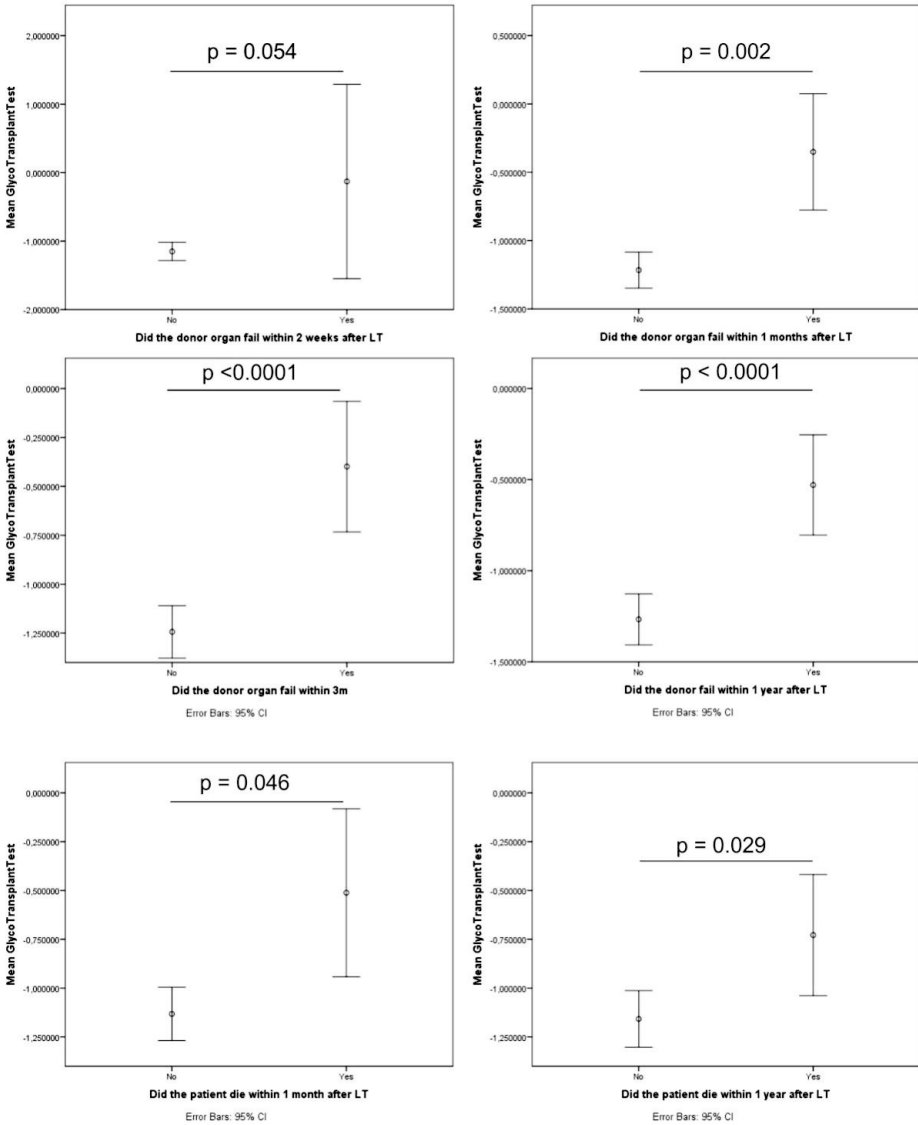 p = 0.054
2,000000
1,000000
0,000000
-1,000000
-2,000000
Mean GlycoTransplantTest
No
Yes
Did the donor organ fail within 2 weeks after LT
p = 0.002
0,500000
0,000000
-0,500000
-1,000000
-1,500000
Mean GlycoTransplantTest
No
Yes
Did the donor organ fail within 1 months after LT
p <0.0001
0,000000
-0,250000
-0,500000
-0,750000
-1,000000
-1,250000
Mean GlycoTransplantTest
No
Yes
Did the donor organ fail within 3m
Error Bars: 95% CI
p < 0.0001
0,000000
-0,500000
-1,000000
-1,500000
Mean GlycoTransplantTest
No
Yes
Did the donor fail within 1 year after LT
Error Bars: 95% CI
p = 0.046
0,000000
-0,250000
-0,500000
-0,750000
-1,000000
-1,250000
Mean GlycoTransplantTest
No
Yes
Did the patient die within 1 month after LT
Error Bars: 95% CI
p = 0.029
0,000000
-0,250000
-0,500000
-0,750000
-1,000000
-1,250000
Mean GlycoTransplantTest
No
Yes
Did the patient die within 1 year after LT
Error Bars: 95% CI